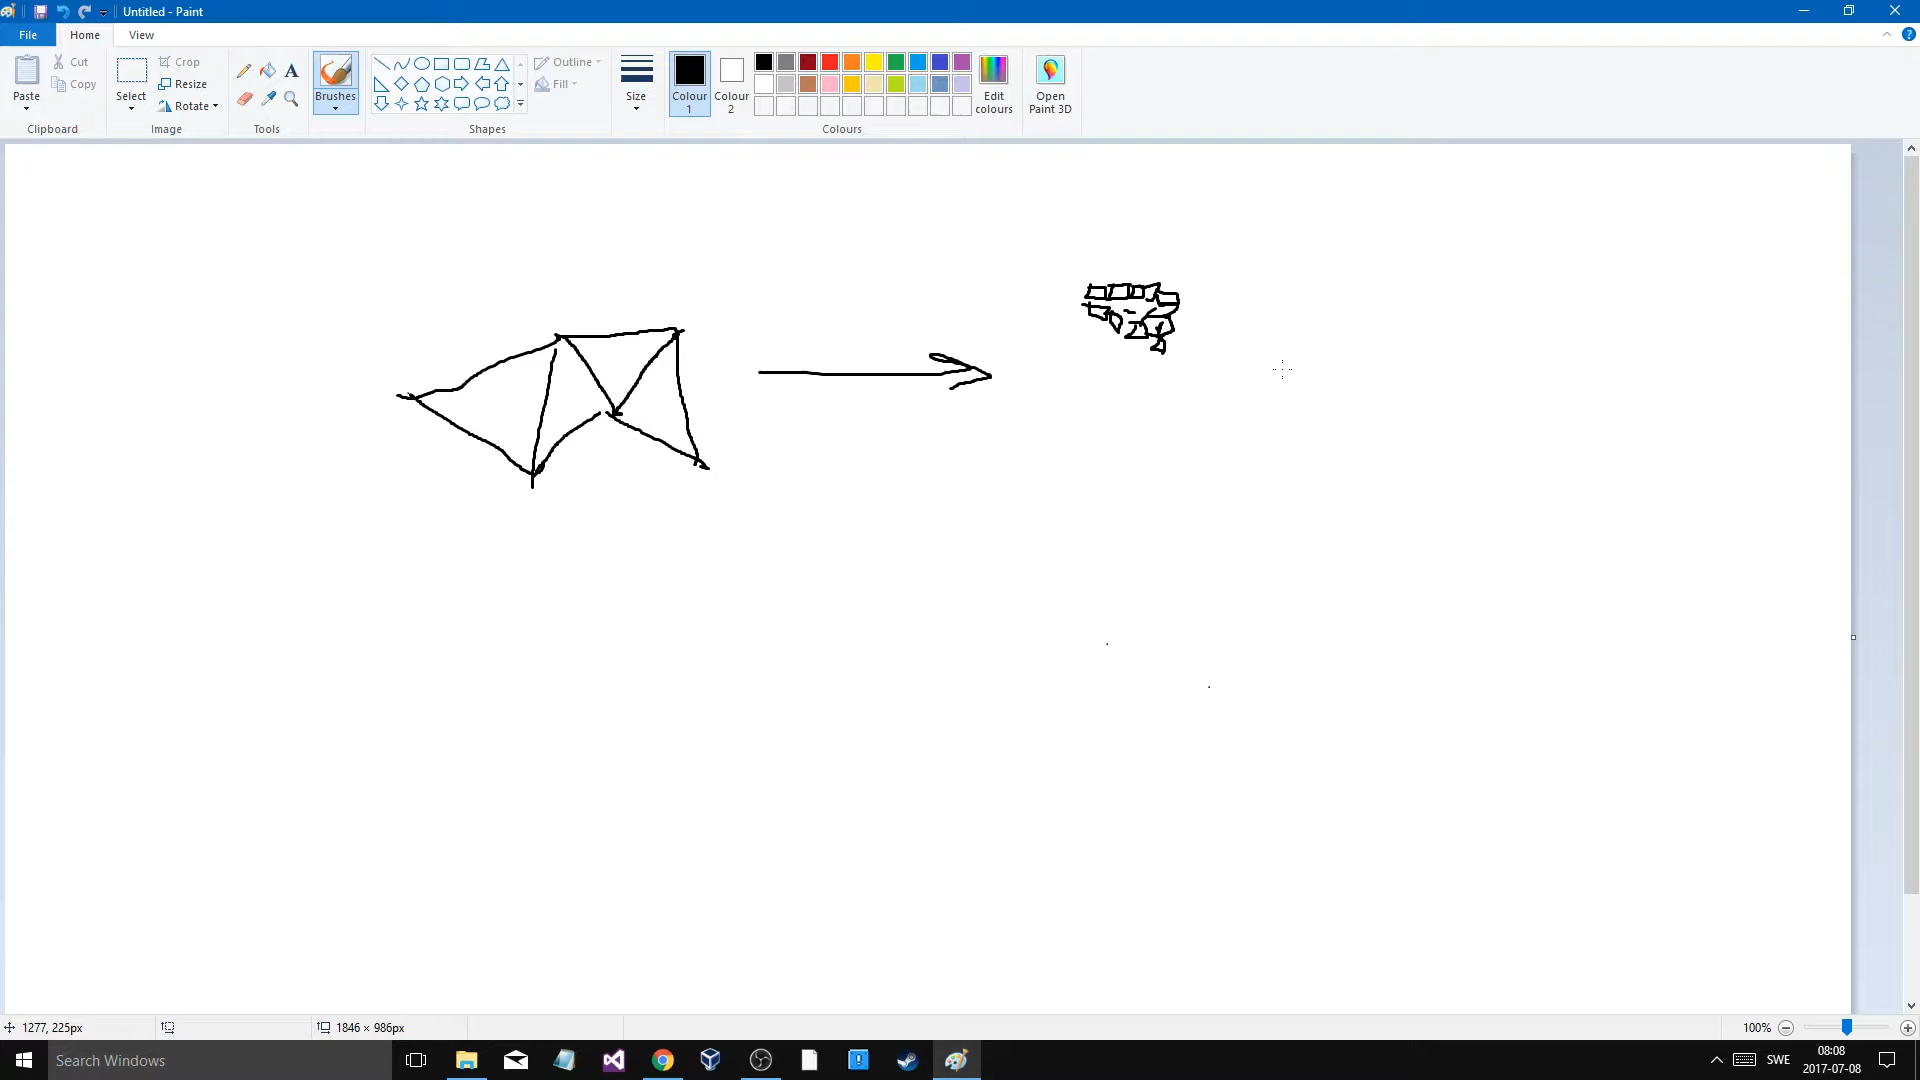 Untitled - Paint
File
Home
View
Paste
Cut
Copy
Clipboard
Select
Crop
Resize
Rotate
Image
A
Tools
Brushes
Shapes
Outline
Fill
Size
Colour
1
Colour
2
Colours
Edit
colours
Open
Paint 3D
1277, 225px
1846 × 986px
100%
Search Windows
SWE
08:08
2017-07-08